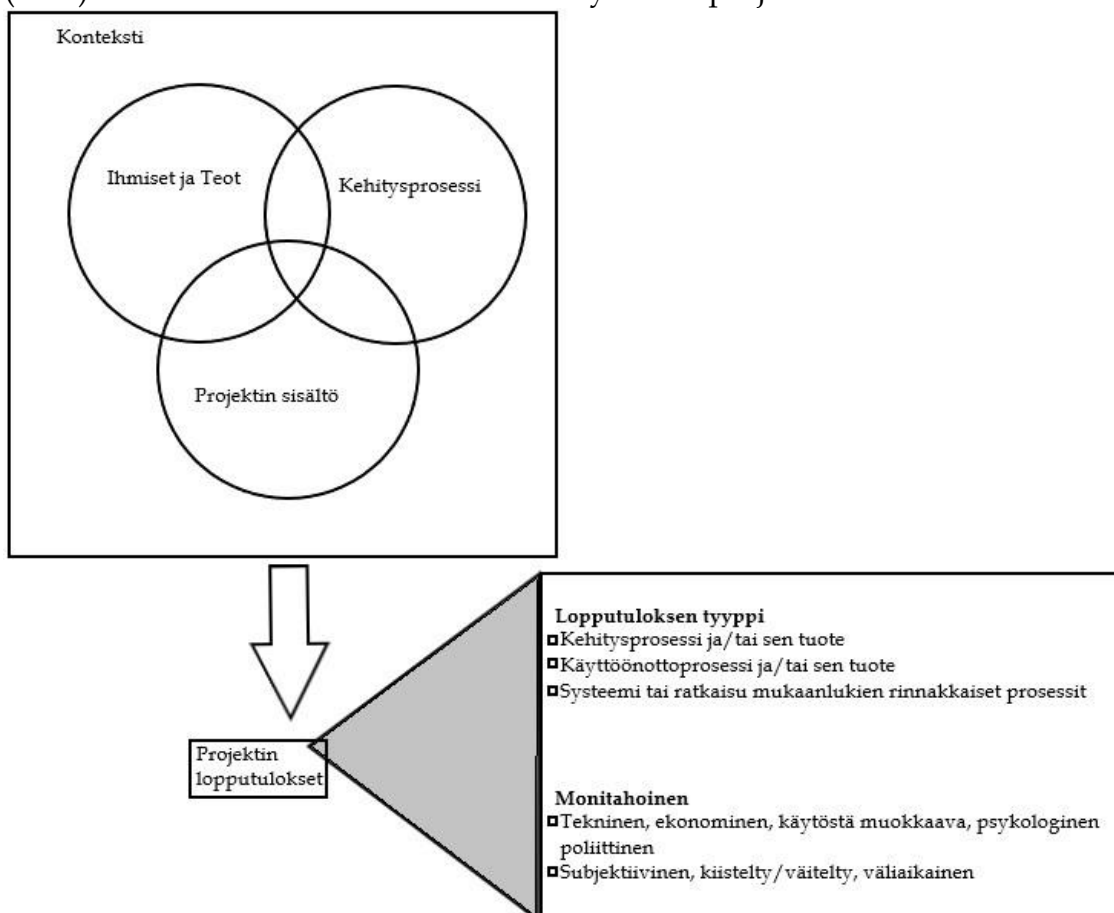 Konteksti
Ihmiset ja Teot
Kehitysprosessi
Projektin sisältö
Projektin
lopputulokset
Lopputuloksen tyyppi
Kehitysprosessi ja/tai sen tuote
Käyttöönottoprosessi ja/tai sen tuote
Systeemi tai ratkaisu mukaanlukien rinnakkaiset prosessit
Monitahoinen
Tekninen, ekonominen, käytöstä muokkaava, psykologinen
poliittinen
Subjektiivinen, kiistelty/väitelty, väliaikainen